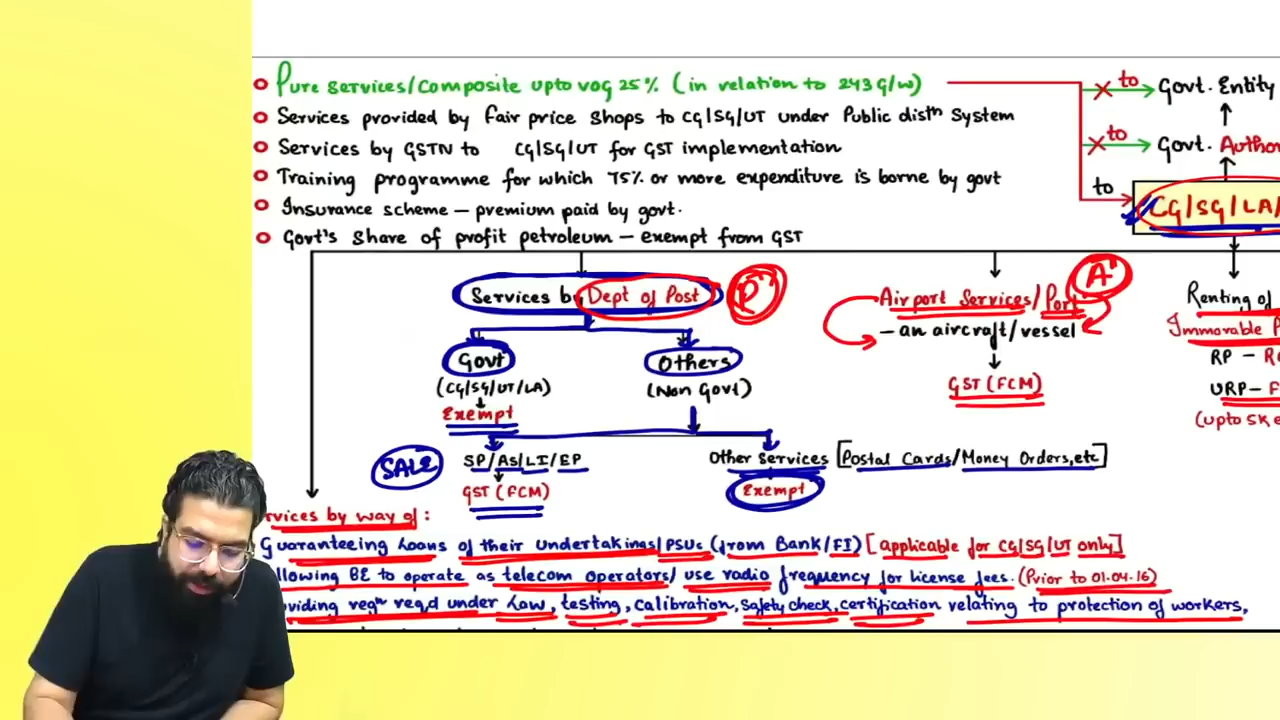 Pure services/Composite upto vog 25% (in relation to 243 G/W)
Services provided by fair price shops to CG/SG/UT under Public distⁿ System
Services by GSTN to CG/SG/UT for GST implementation
Training programme for which 75% or more expenditure is borne by govt
Insurance scheme – premium paid by govt.
Govt's share of profit petroleum – exempt from GST
X to Govt. Entity
X to Govt. Author
to CG/SG/LA/
Services by Dept of Post "P"
Govt
(CG/SG/UT/LA)
Exempt
Others
(Non Govt)
SALE
SP/AS/LI/EP
GST (FCM)
Other Services [Postal Cards/Money Orders, etc]
Exempt
"A"
Airport Services/Port
– an aircraft/vessel
GST (FCM)
Renting of
Immovable P
RP – R
URP – F
(upto 5K e
rvices by way of :
Guaranteeing Loans of their undertakings/PSUs (from Bank/FI) [applicable for CG/SG/UT only]
llowing BE to operate as telecom operators/ use radio frequency for license fees. (Prior to 01.04.16)
oviding reqⁿ req.d under Law, testing, calibration, safety check, certification relating to protection of workers,